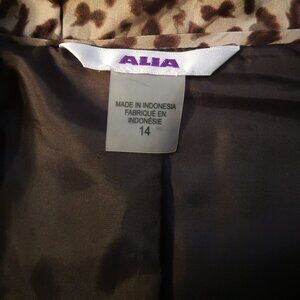 ALIA
MADE IN INDONESIA
FABRIQUÉ EN
INDONÉSIE
14